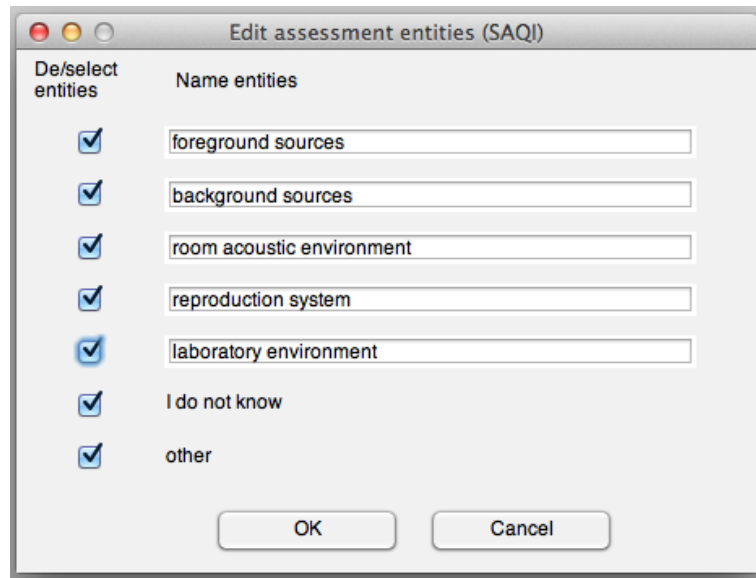 Edit assessment entities (SAQI)
De/select
entities
Name entities
foreground sources
background sources
room acoustic environment
reproduction system
laboratory environment
I do not know
other
OK
Cancel